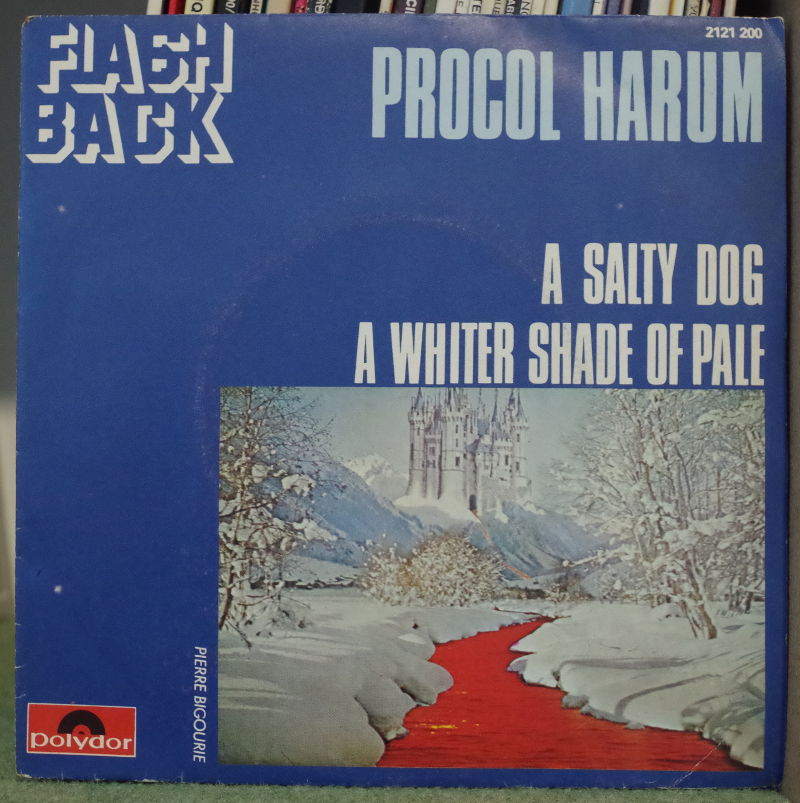 2121 200
FLASH
BACK
PROCOL HARUM
A SALTY DOG
A WHITER SHADE OF PALE
PIERRE BIGOURIE
polydor